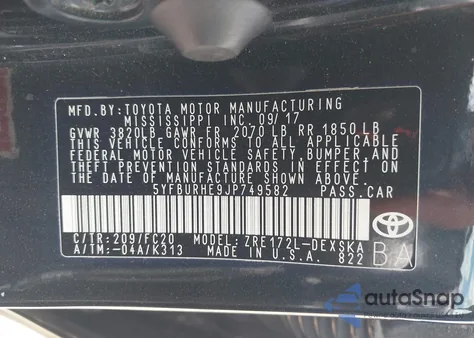 MFD.BY:TOYOTA MOTOR MANUFACTURING
MISSISSIPPI INC. 09/17
GVWR 3820LB GAWR FR 2070 LB RR 1850 LB
THIS VEHICLE CONFORMS TO ALL APPLICABLE
FEDERAL MOTOR VEHICLE SAFETY,BUMPER,AND
THEFT PREVENTION STANDARDS IN EFFECT ON
THE DATE OF MANUFACTURE SHOWN ABOVE.
5YFBURHE9JP749582 PASS.CAR
C/TR:209/FC20 MODEL:ZRE172L-DEXSKA
A/TM:-04A/K313 MADE IN U.S.A. 822
BA
TOYOTA
autoSnap